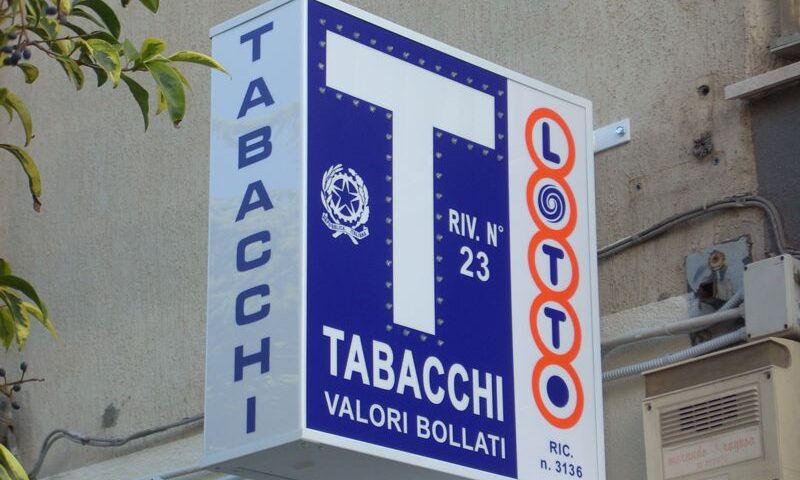 TABACCHI
T
RIV. N°
23
TABACCHI
VALORI BOLLATI
LOTTO
RIC.
n. 3136